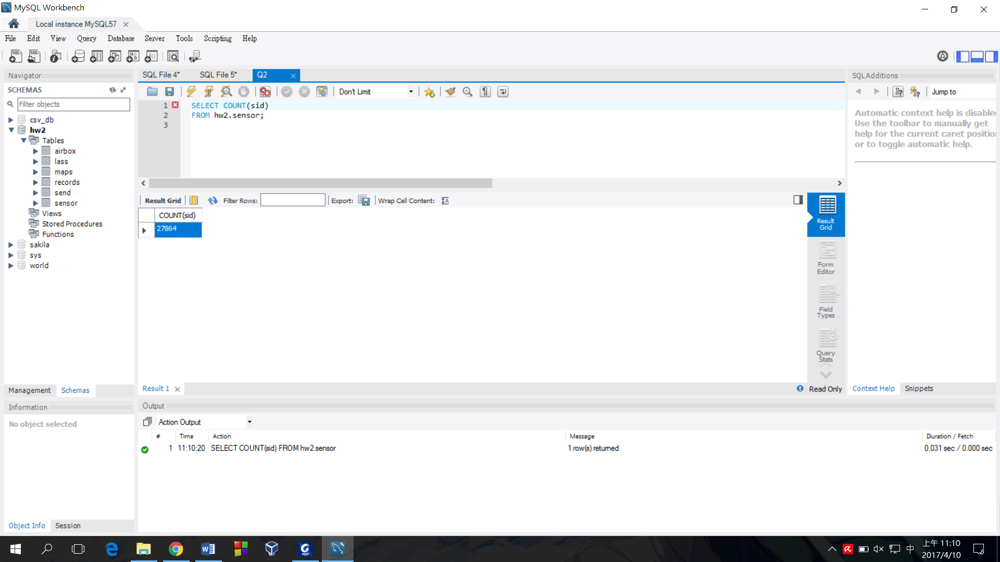 MySQL Workbench
Local instance MySQL57
File Edit View Query Database Server Tools Scripting Help
Navigator
SCHEMAS
Filter objects
csv_db
hw2
Tables
airbox
lass
maps
records
send
sensor
Views
Stored Procedures
Functions
sakila
sys
world
Management Schemas
Information
No object selected
Object Info Session
SQL File 4* SQL File 5* Q2
Don't Limit
1 SELECT COUNT(sid)
2 FROM hw2.sensor;
3
Result Grid Filter Rows: Export: Wrap Cell Content:
COUNT(sid)
27864
Result Grid
Form Editor
Field Types
Query Stats
Result 1 Read Only
SQLAdditions
Jump to
Automatic context help is disabled
Use the toolbar to manually get
help for the current caret position
or to toggle automatic help.
Context Help Snippets
Output
Action Output
# Time Action Message Duration / Fetch
1 11:10:20 SELECT COUNT(sid) FROM hw2.sensor 1 row(s) returned 0.031 sec / 0.000 sec
中
上午 11:10
2017/4/10